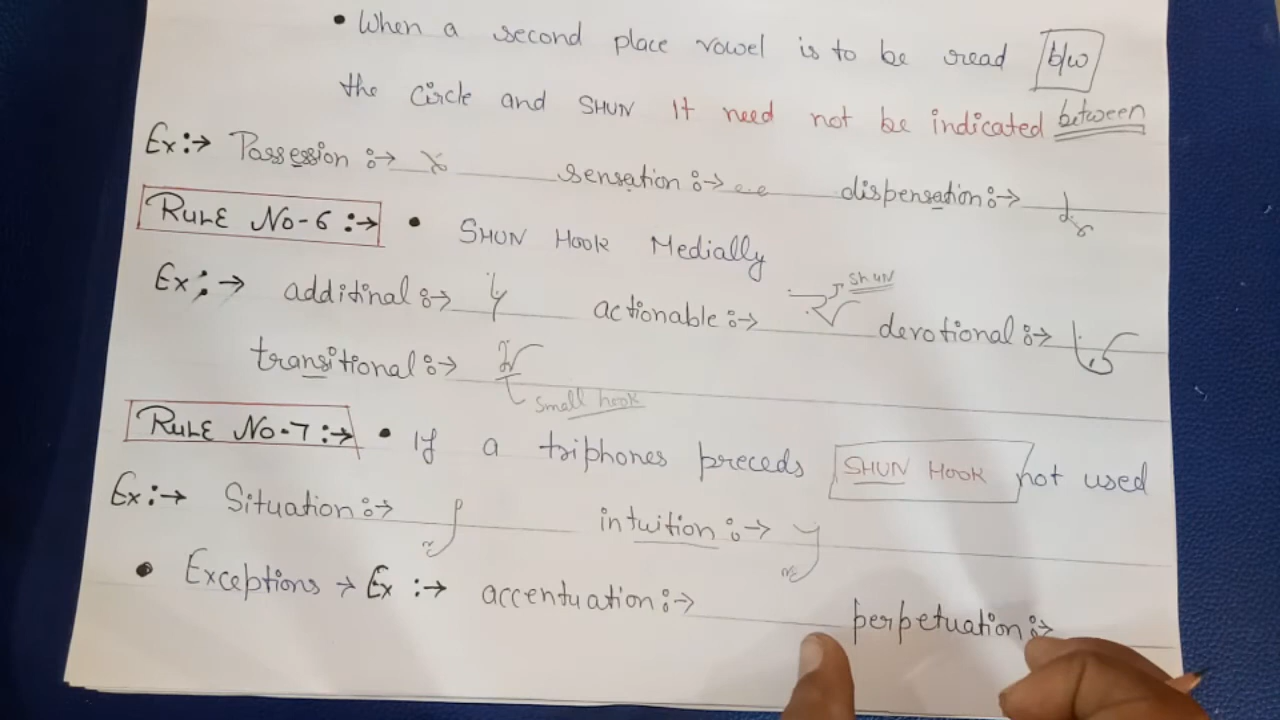 • When a second place vowel is to be read b/w
the circle and SHUN It need not be indicated between
Ex:→ Possession :→ sensation :→ dispensation :→
RULE No-6 :→ • SHUN Hook Medially
Ex:→ additinal :→ actionable :→ SHUN devotional :→
transitional :→
small hook
RULE No-7 :→ • If a triphones preceds SHUN HOOK not used
Ex:→ Situation :→ intuition :→
• Exceptions → Ex :→ accentuation :→ perpetuation :→